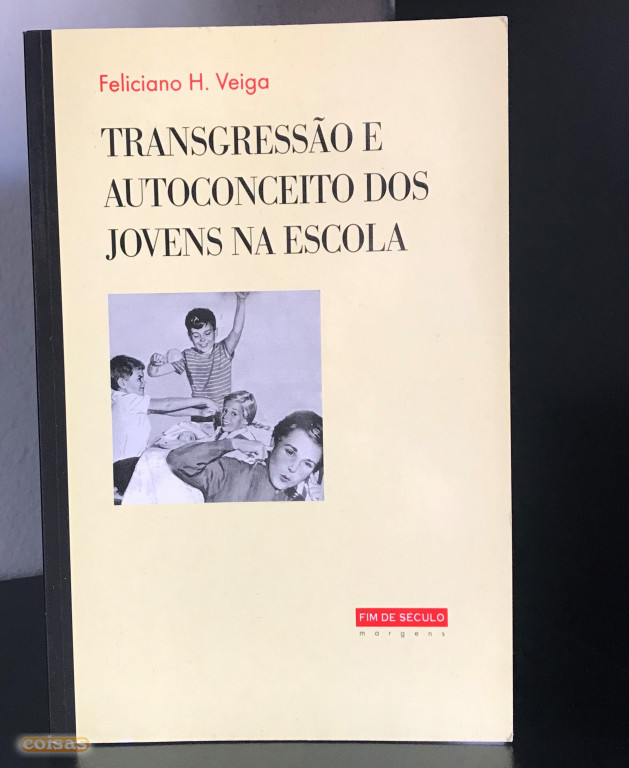 Feliciano H. Veiga
TRANSGRESSÃO E
AUTOCONCEITO DOS
JOVENS NA ESCOLA
FIM DE SÉCULO
margens
coisas